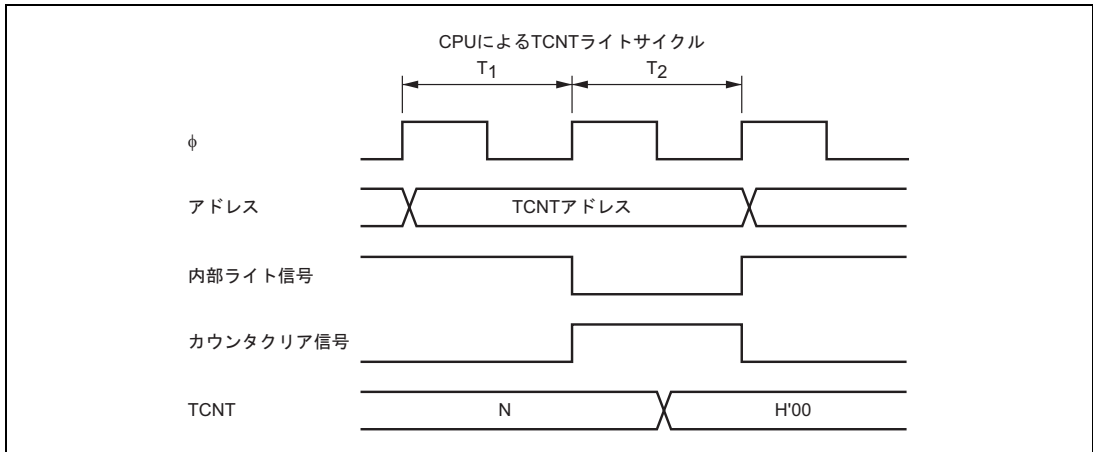 CPUによるTCNTライトサイクル
T1 T2
φ
アドレス TCNTアドレス
内部ライト信号
カウンタクリア信号
TCNT N H'00